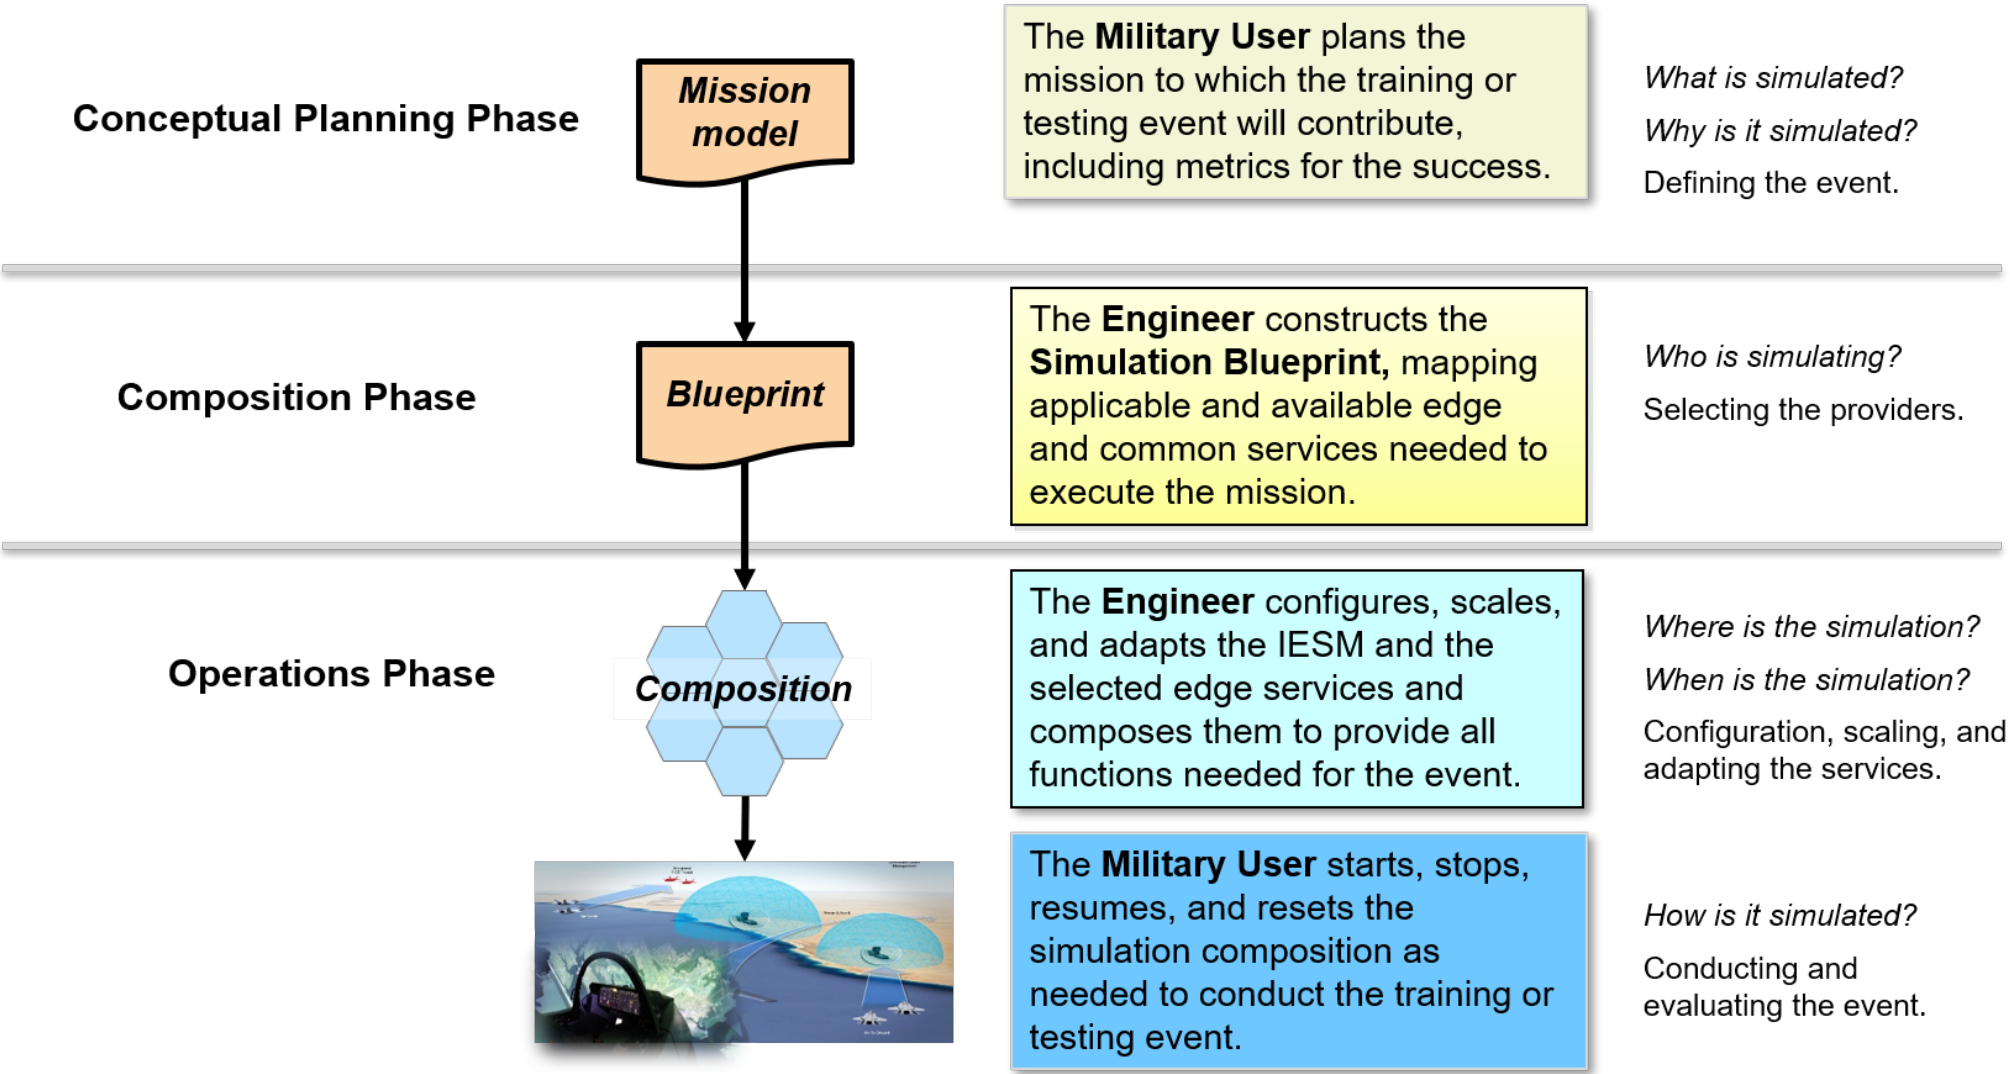 Conceptual Planning Phase
Mission
model
The Military User plans the
mission to which the training or
testing event will contribute,
including metrics for the success.
What is simulated?
Why is it simulated?
Defining the event.
Composition Phase
Blueprint
The Engineer constructs the
Simulation Blueprint, mapping
applicable and available edge
and common services needed to
execute the mission.
Who is simulating?
Selecting the providers.
Operations Phase
Composition
The Engineer configures, scales,
and adapts the IESM and the
selected edge services and
composes them to provide all
functions needed for the event.
Where is the simulation?
When is the simulation?
Configuration, scaling, and
adapting the services.
The Military User starts, stops,
resumes, and resets the
simulation composition as
needed to conduct the training or
testing event.
How is it simulated?
Conducting and
evaluating the event.